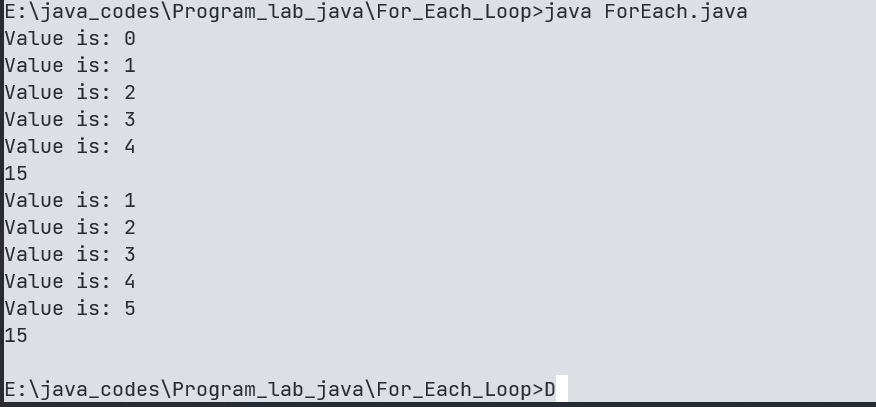 E:\java_codes\Program_lab_java\For_Each_Loop>java ForEach.java
Value is: 0
Value is: 1
Value is: 2
Value is: 3
Value is: 4
15
Value is: 1
Value is: 2
Value is: 3
Value is: 4
Value is: 5
15
E:\java_codes\Program_lab_java\For_Each_Loop>D